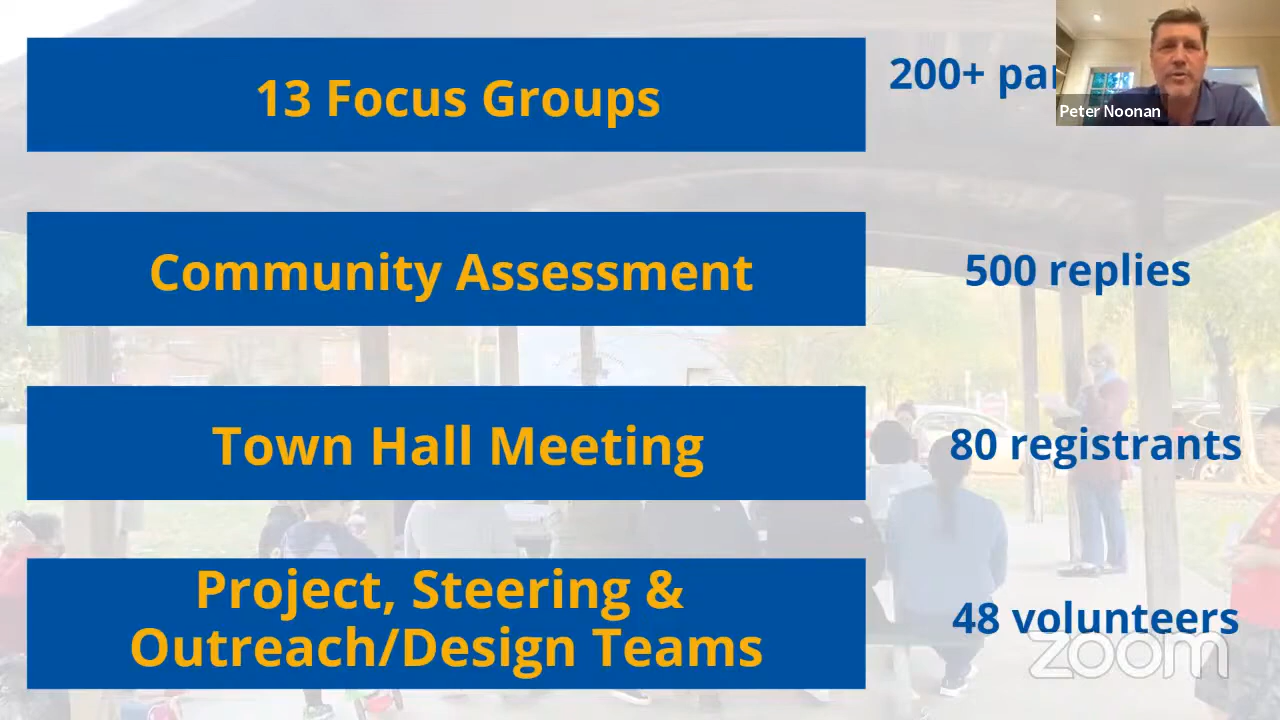 13 Focus Groups
200+
Peter Noonan
Community Assessment
500 replies
Town Hall Meeting
80 registrants
Project, Steering &
Outreach/Design Teams
48 volunteers
zoom